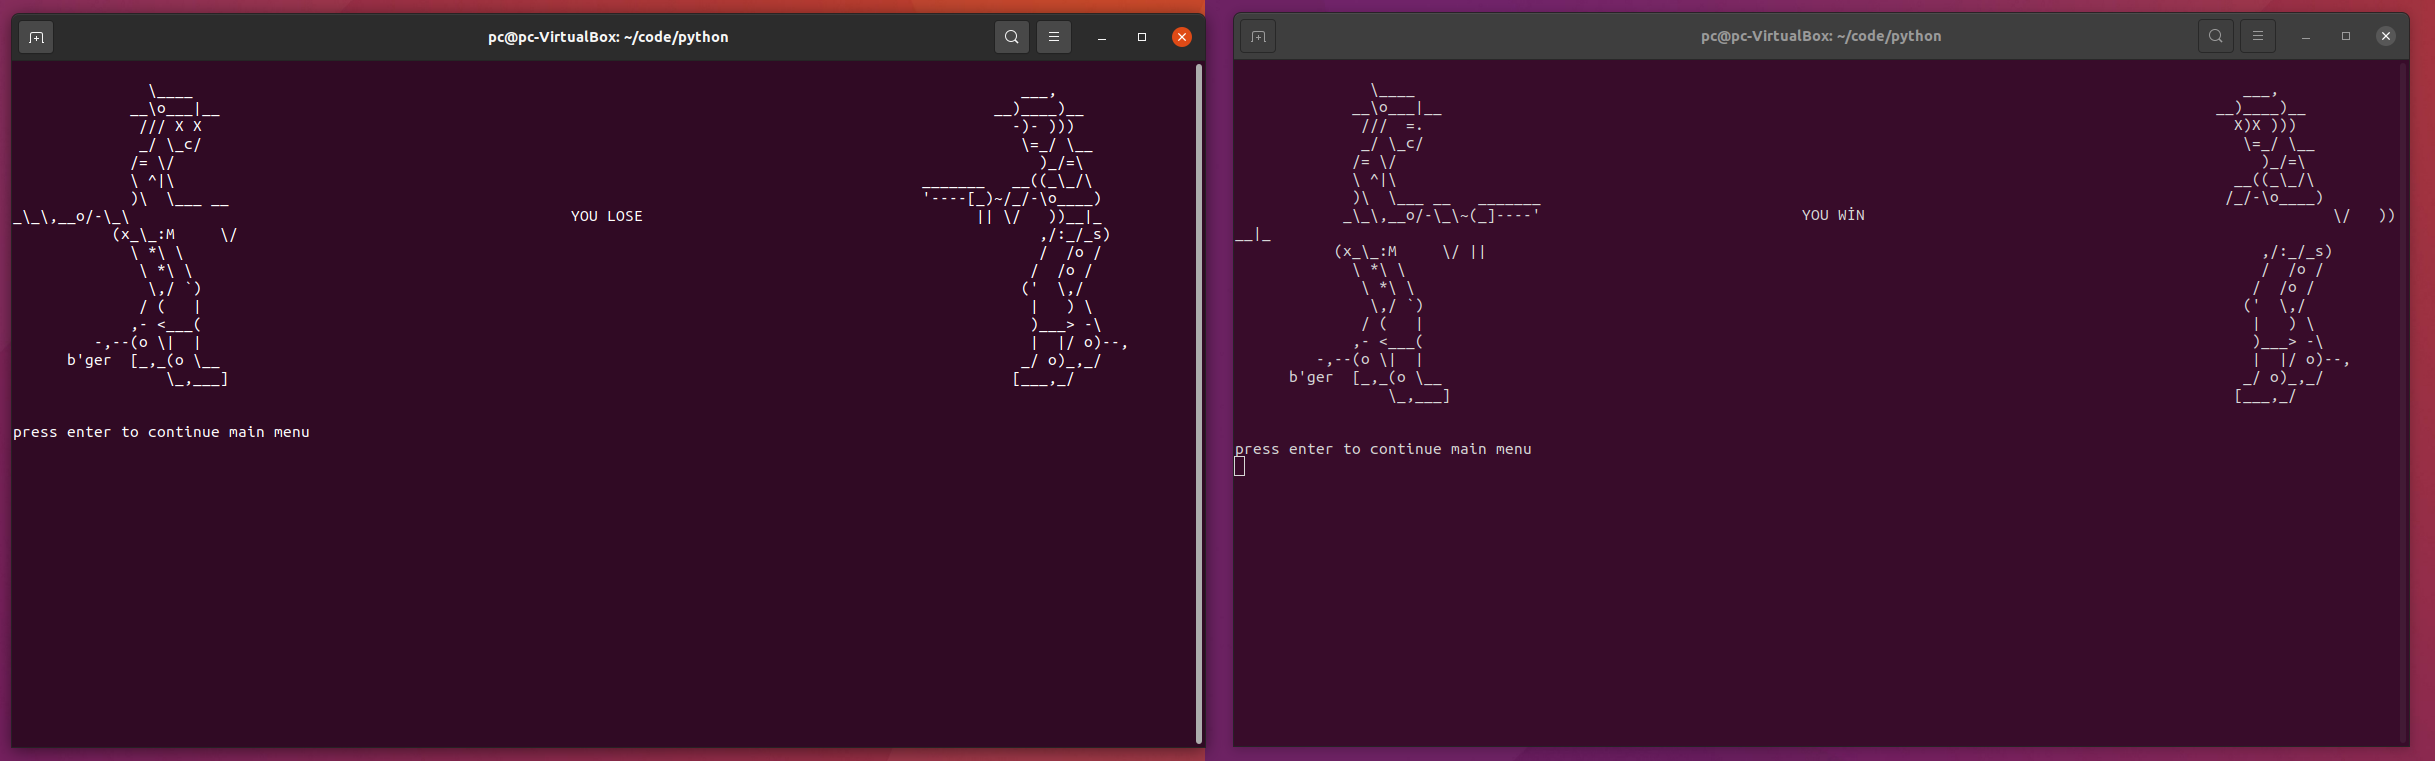 pc@pc-VirtualBox: ~/code/python
YOU LOSE
b'ger
press enter to continue main menu
pc@pc-VirtualBox: ~/code/python
YOU WİN
b'ger
press enter to continue main menu